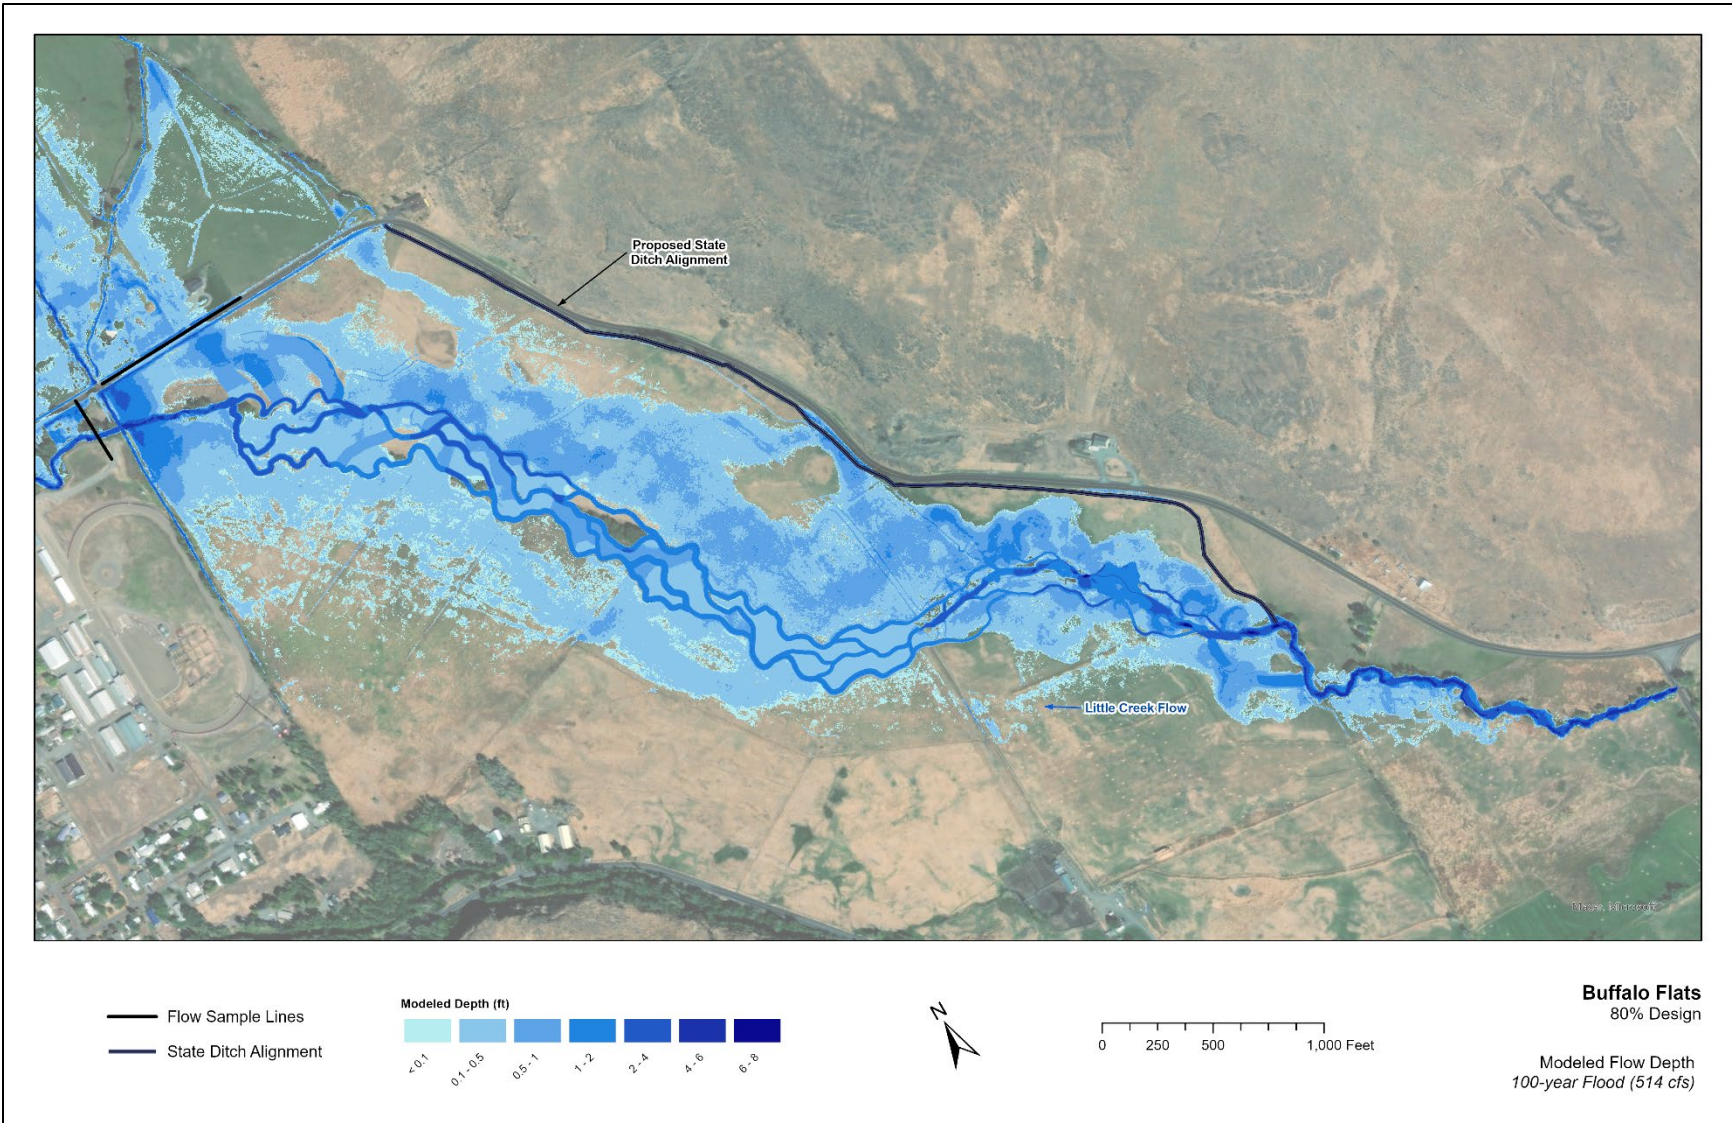 Proposed State
Ditch Alignment
Little Creek Flow
Maxar, Microsoft
Flow Sample Lines
State Ditch Alignment
Modeled Depth (ft)
< 0.1
0.1 - 0.5
0.5 - 1
1 - 2
2 - 4
4 - 6
6 - 8
N
0 250 500 1,000 Feet
Buffalo Flats
80% Design
Modeled Flow Depth
100-year Flood (514 cfs)